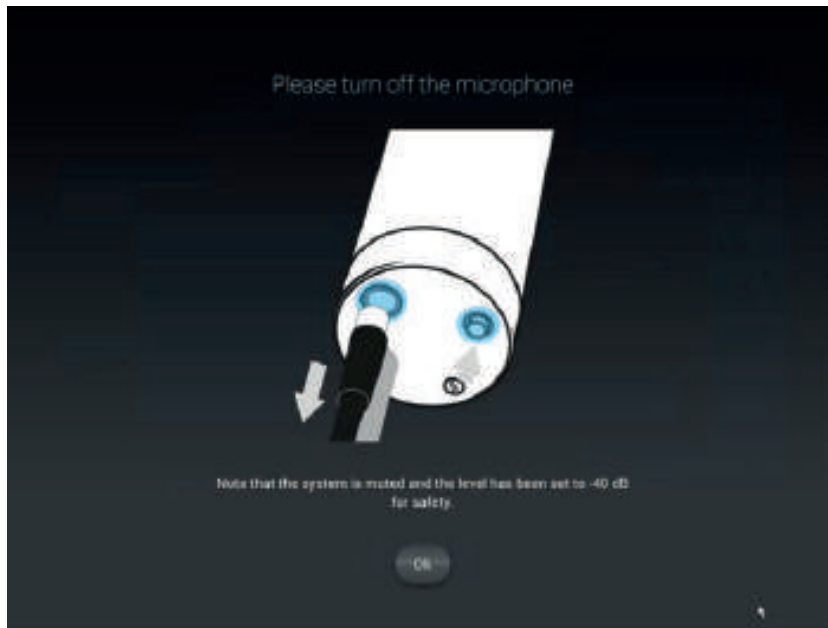 Please turn off the microphone
Note that the system is muted and the level has been set to -40 dB
for safety.
Ok